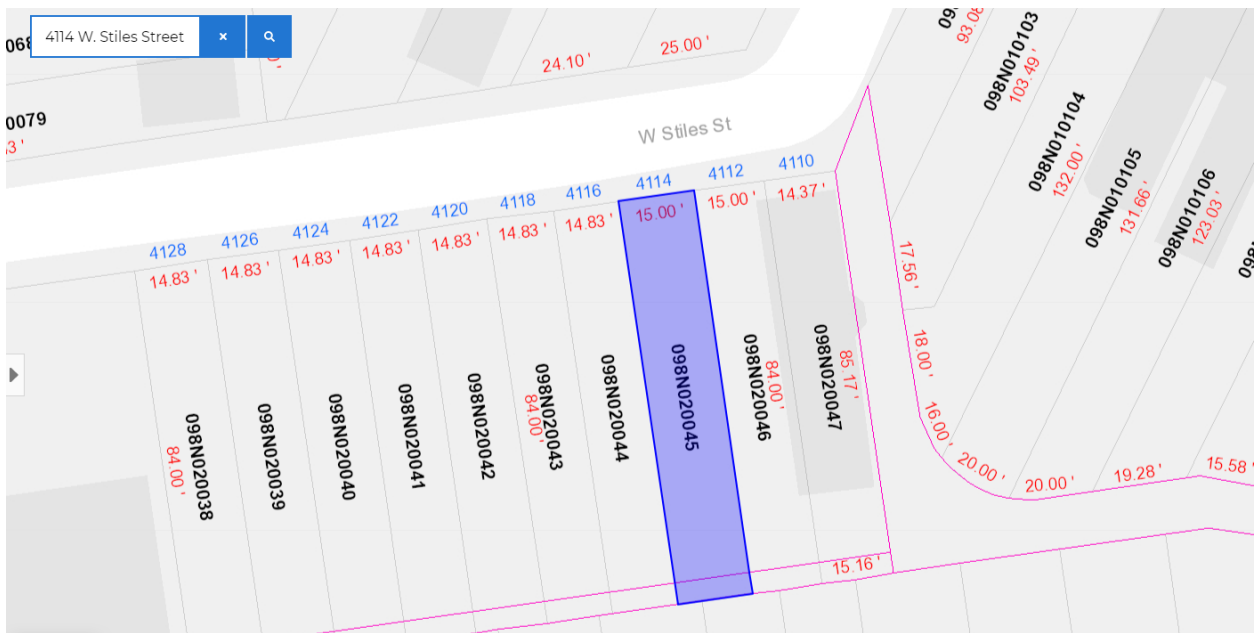 4114 W. Stiles Street
24.10 '
25.00 '
W Stiles St
098N010103
103.49 '
098N010104
132.00 '
098N010105
131.66 '
098N010106
123.03 '
0079
4128
4126
4124
4122
4120
4118
4116
4114
4112
4110
14.83 '
14.83 '
14.83 '
14.83 '
14.83 '
14.83 '
14.83 '
15.00 '
15.00 '
14.37 '
098N020038
84.00 '
098N020039
098N020040
098N020041
098N020042
098N020043
84.00 '
098N020044
098N020045
098N020046
84.00 '
098N020047
85.17 '
17.56 '
18.00 '
16.00 '
20.00 '
20.00 '
19.28 '
15.58 '
15.16 '